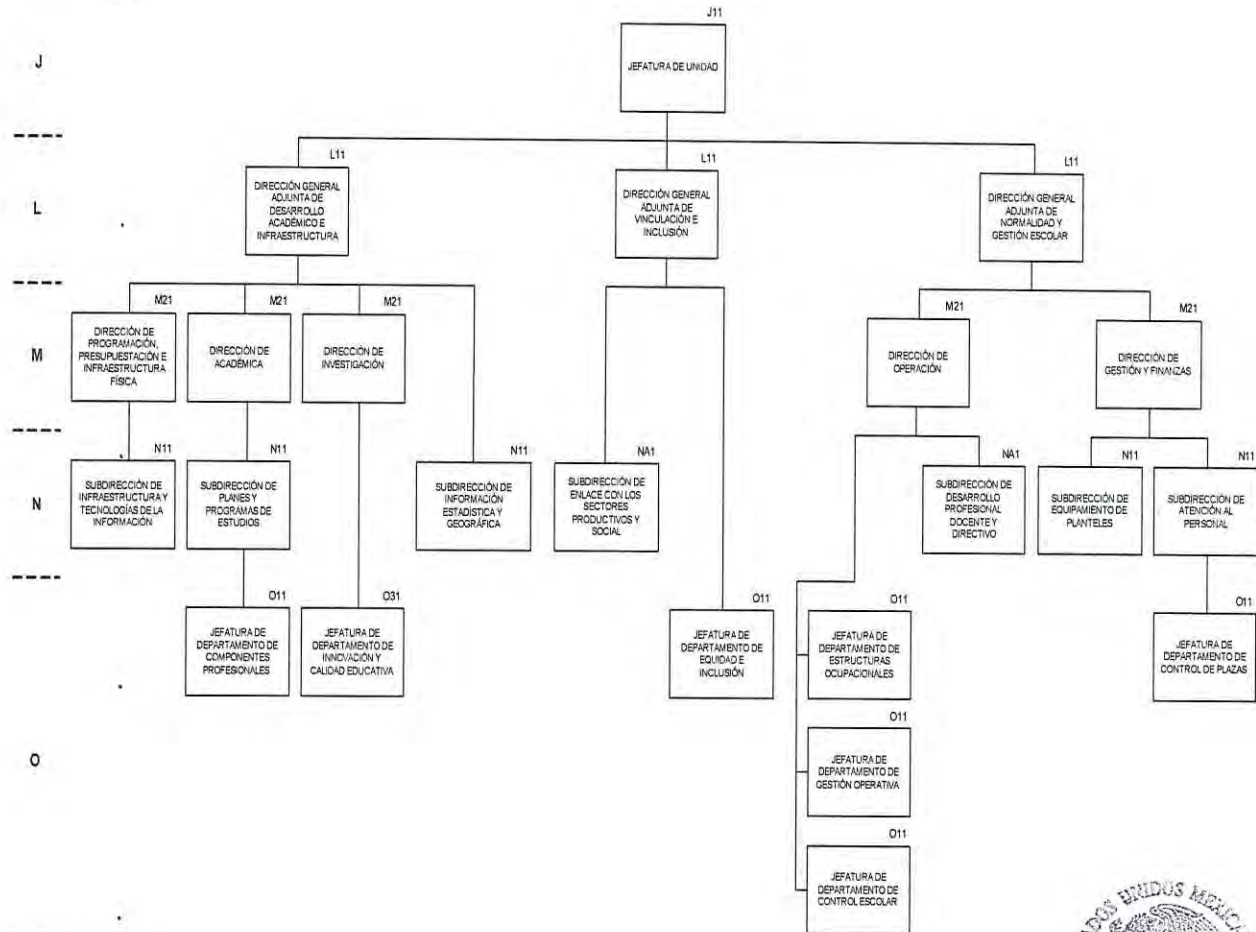 J11
J
JEFATURA DE UNIDAD
L11
L11
L11
L
DIRECCIÓN GENERAL
ADJUNTA DE
DESARROLLO
ACADÉMICO E
INFRAESTRUCTURA
DIRECCIÓN GENERAL
ADJUNTA DE
VINCULACIÓN E
INCLUSIÓN
DIRECCIÓN GENERAL
ADJUNTA DE
NORMALIDAD Y
GESTIÓN ESCOLAR
M21
M21
M21
M21
M21
M
DIRECCIÓN DE
PROGRAMACIÓN,
PRESUPUESTACIÓN E
INFRAESTRUCTURA
FÍSICA
DIRECCIÓN DE
ACADÉMICA
DIRECCIÓN DE
INVESTIGACIÓN
DIRECCIÓN DE
OPERACIÓN
DIRECCIÓN DE
GESTIÓN Y FINANZAS
N11
N11
N11
NA1
NA1
N11
N11
N
SUBDIRECCIÓN DE
INFRAESTRUCTURA Y
TECNOLOGÍAS DE LA
INFORMACIÓN
SUBDIRECCIÓN DE
PLANES Y
PROGRAMAS DE
ESTUDIOS
SUBDIRECCIÓN DE
INFORMACIÓN
ESTADÍSTICA Y
GEOGRÁFICA
SUBDIRECCIÓN DE
ENLACE CON LOS
SECTORES
PRODUCTIVOS Y
SOCIAL
SUBDIRECCIÓN DE
DESARROLLO
PROFESIONAL
DOCENTE Y
DIRECTIVO
SUBDIRECCIÓN DE
EQUIPAMIENTO DE
PLANTELES
SUBDIRECCIÓN DE
ATENCIÓN AL
PERSONAL
O11
O31
O11
O11
O11
JEFATURA DE
DEPARTAMENTO DE
COMPONENTES
PROFESIONALES
JEFATURA DE
DEPARTAMENTO DE
INNOVACIÓN Y
CALIDAD EDUCATIVA
JEFATURA DE
DEPARTAMENTO DE
EQUIDAD E
INCLUSIÓN
JEFATURA DE
DEPARTAMENTO DE
ESTRUCTURAS
OCUPACIONALES
JEFATURA DE
DEPARTAMENTO DE
CONTROL DE PLAZAS
O
O11
JEFATURA DE
DEPARTAMENTO DE
GESTIÓN OPERATIVA
O11
JEFATURA DE
DEPARTAMENTO DE
CONTROL ESCOLAR
UNIDOS